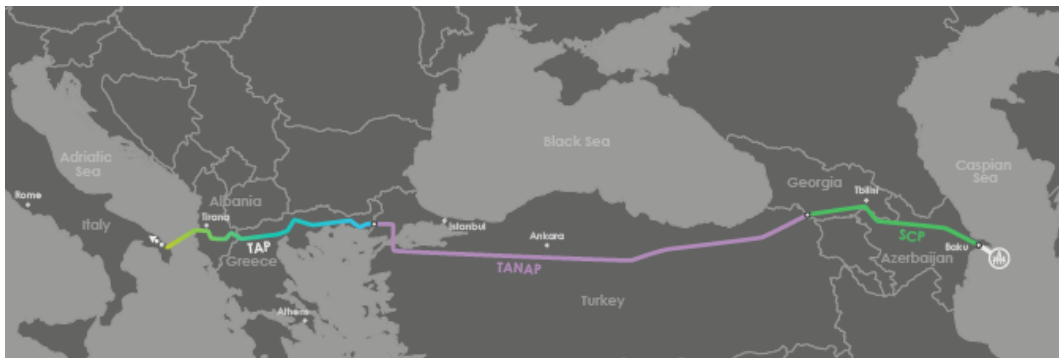 Black Sea
Adriatic
Sea
Caspian
Sea
Georgia
Tbilisi
Rome
Albania
Tirana
Italy
Istanbul
Ankara
SCP
TAP
Baku
Greece
Azerbaijan
TANAP
Turkey
Athens